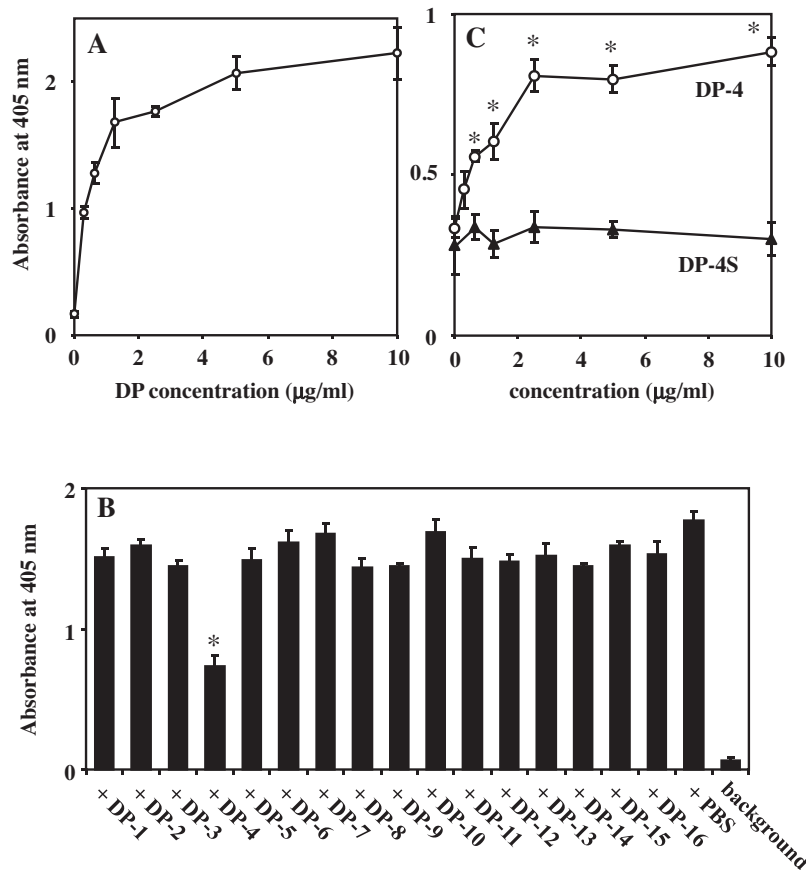 A
Absorbance at 405 nm
2
1
0
0 2 4 6 8 10
DP concentration (μg/ml)
C
1
0.5
0
* * * * *
DP-4
DP-4S
0 2 4 6 8 10
concentration (μg/ml)
B
Absorbance at 405 nm
2
1
0
*
+ DP-1
+ DP-2
+ DP-3
+ DP-4
+ DP-5
+ DP-6
+ DP-7
+ DP-8
+ DP-9
+ DP-10
+ DP-11
+ DP-12
+ DP-13
+ DP-14
+ DP-15
+ DP-16
+ PBS
background